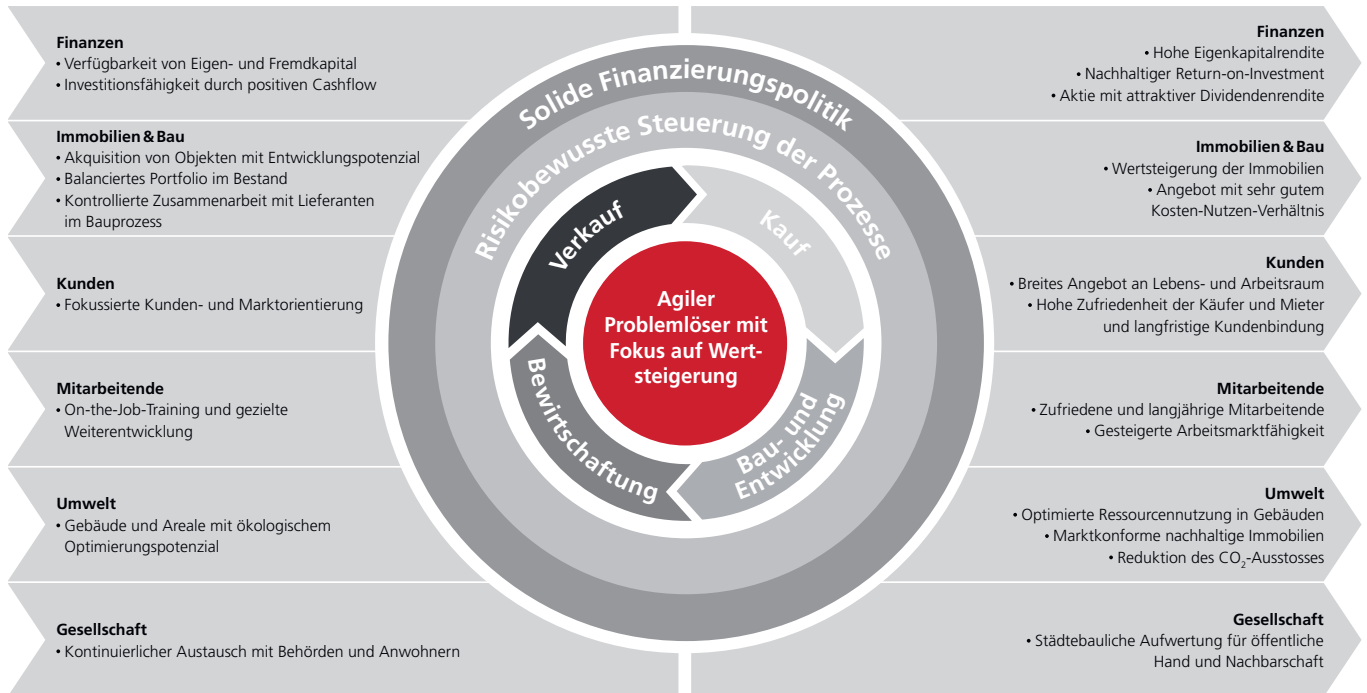 Finanzen
• Verfügbarkeit von Eigen- und Fremdkapital
• Investitionsfähigkeit durch positiven Cashflow
Immobilien & Bau
• Akquisition von Objekten mit Entwicklungspotenzial
• Balanciertes Portfolio im Bestand
• Kontrollierte Zusammenarbeit mit Lieferanten
im Bauprozess
Kunden
• Fokussierte Kunden- und Marktorientierung
Mitarbeitende
• On-the-Job-Training und gezielte
Weiterentwicklung
Umwelt
• Gebäude und Areale mit ökologischem
Optimierungspotenzial
Gesellschaft
• Kontinuierlicher Austausch mit Behörden und Anwohnern
Solide Finanzierungspolitik
Risikobewusste Steuerung der Prozesse
Verkauf
Kauf
Bau- und
Entwicklung
Bewirtschaftung
Agiler
Problemlöser mit
Fokus auf Wert-
steigerung
Finanzen
• Hohe Eigenkapitalrendite
• Nachhaltiger Return-on-Investment
• Aktie mit attraktiver Dividendenrendite
Immobilien & Bau
• Wertsteigerung der Immobilien
• Angebot mit sehr gutem
Kosten-Nutzen-Verhältnis
Kunden
• Breites Angebot an Lebens- und Arbeitsraum
• Hohe Zufriedenheit der Käufer und Mieter
und langfristige Kundenbindung
Mitarbeitende
• Zufriedene und langjährige Mitarbeitende
• Gesteigerte Arbeitsmarktfähigkeit
Umwelt
• Optimierte Ressourcennutzung in Gebäuden
• Marktkonforme nachhaltige Immobilien
• Reduktion des CO₂-Ausstosses
Gesellschaft
• Städtebauliche Aufwertung für öffentliche
Hand und Nachbarschaft